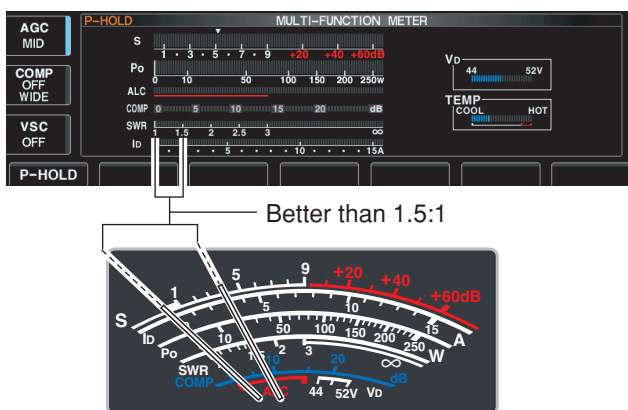 P-HOLD MULTI-FUNCTION METER
AGC
MID
COMP
OFF
WIDE
VSC
OFF
S 1 • 3 • 5 • 7 • 9 +20 +40 +60dB
Po 0 10 50 100 150 200 250W
ALC
COMP 0 5 10 15 20 dB
SWR 1 1.5 2 2.5 3 ∞
ID 5 10 15A
VD
44 52V
TEMP
COOL HOT
P-HOLD
Better than 1.5:1
S 1 5 9 +20 +40 +60dB
ID 5 10 15 A
Po 10 50 100 150 200 250 W
SWR 1.5 2 3 ∞
COMP 10 20 dB
ALC 44 52V VD